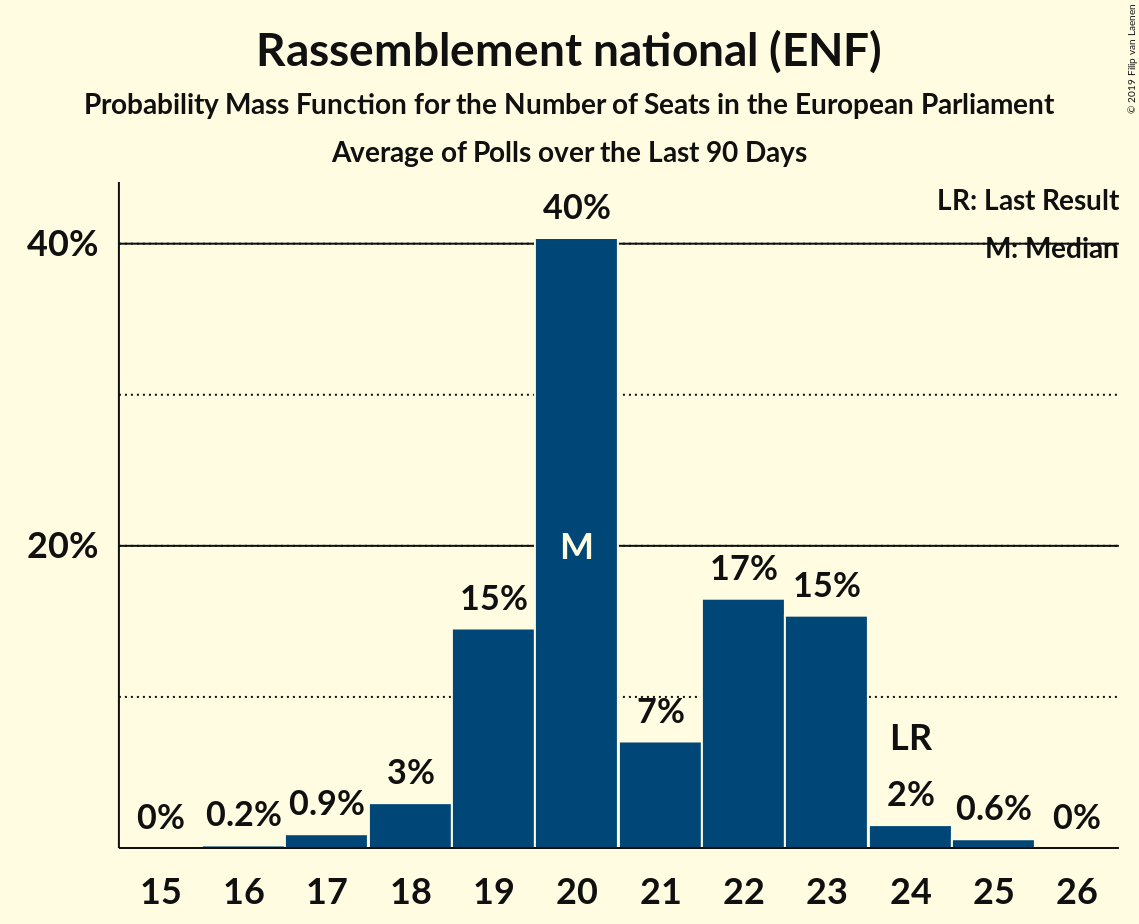 Rassemblement national (ENF)
Probability Mass Function for the Number of Seats in the European Parliament
Average of Polls over the Last 90 Days
© 2019 Filip van Laenen
LR: Last Result
M: Median
40%
20%
0%
0.2%
0.9%
3%
15%
40%
M
7%
17%
15%
LR
2%
0.6%
0%
15 16 17 18 19 20 21 22 23 24 25 26